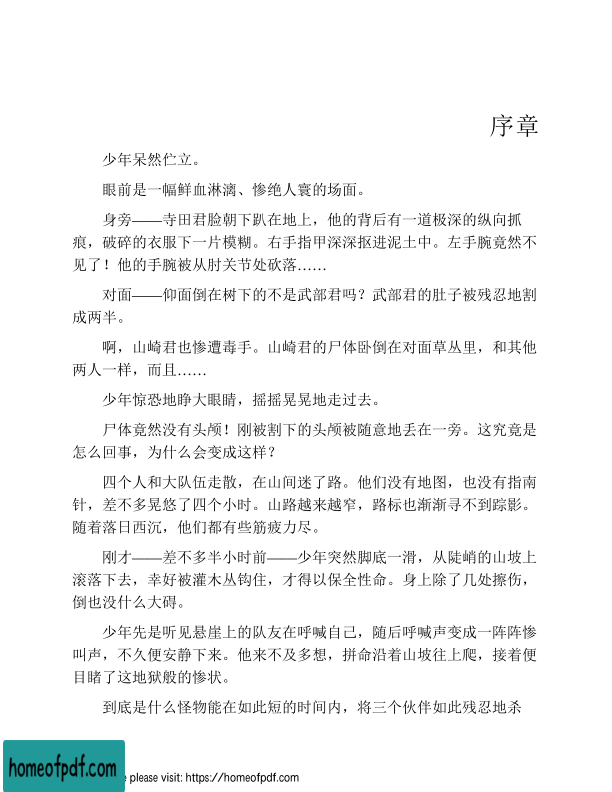 序章
少年呆然伫立。
眼前是一幅鲜血淋漓、惨绝人寰的场面。
身旁——寺田君脸朝下趴在地上，他的背后有一道极深的纵向抓
痕，破碎的衣服下一片模糊。右手指甲深深抠进泥土中。左手腕竟然不
见了！他的手腕被从肘关节处砍落……
对面——仰面倒在树下的不是武部君吗？武部君的肚子被残忍地割
成两半。
啊，山崎君也惨遭毒手。山崎君的尸体卧倒在对面草丛里，和其他
两人一样，而且……
少年惊恐地睁大眼睛，摇摇晃晃地走过去。
尸体竟然没有头颅！刚被割下的头颅被随意地丢在一旁。这究竟是
怎么回事，为什么会变成这样？
四个人和大队伍走散，在山间迷了路。他们没有地图，也没有指南
针，差不多晃悠了四个小时。山路越来越窄，路标也渐渐寻不到踪影。
随着落日西沉，他们都有些筋疲力尽。
刚才——差不多半小时前——少年突然脚底一滑，从陡峭的山坡上
滚落下去，幸好被灌木丛钩住，才得以保全性命。身上除了几处擦伤，
倒也没什么大碍。
少年先是听见悬崖上的队友在呼喊自己，随后呼喊声变成一阵阵惨
叫声，不久便安静下来。他来不及多想，拼命沿着山坡往上爬，接着便
目睹了这地狱般的惨状。
到底是什么怪物能在如此短的时间内，将三个伙伴如此残忍地杀
homeofpdf.com
please visit: https://homeofpdf.com